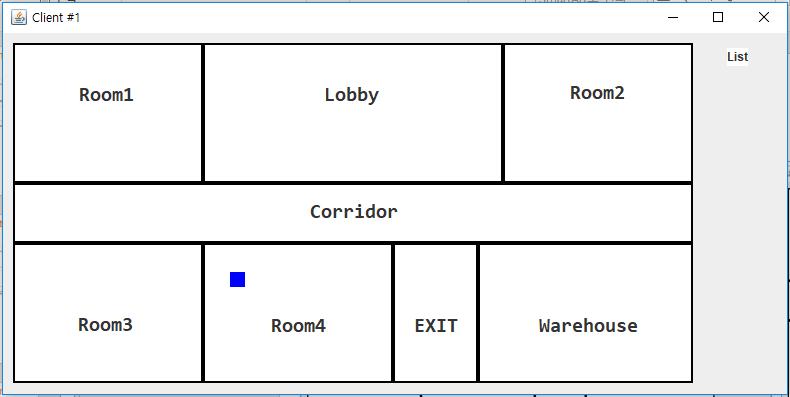 Client #1
List
Room1
Lobby
Room2
Corridor
Room3
Room4
EXIT
Warehouse